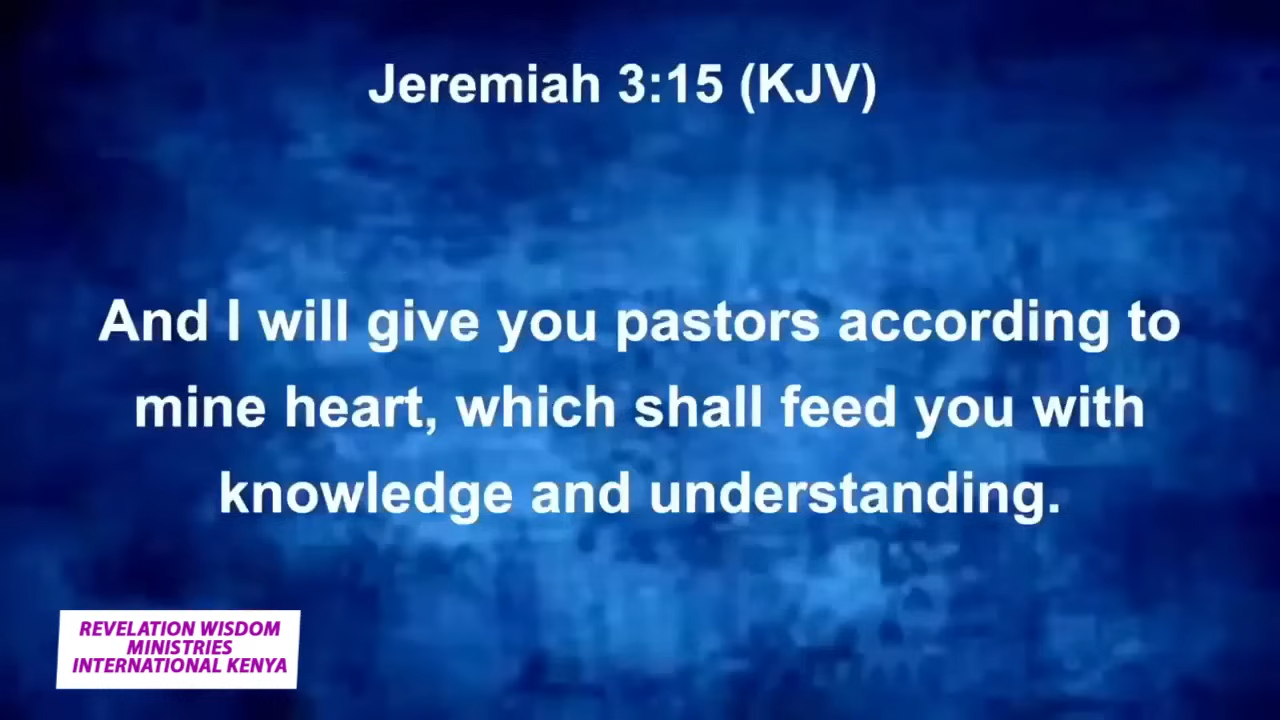 Jeremiah 3:15 (KJV)
And I will give you pastors according to
mine heart, which shall feed you with
knowledge and understanding.
REVELATION WISDOM
MINISTRIES
INTERNATIONAL KENYA